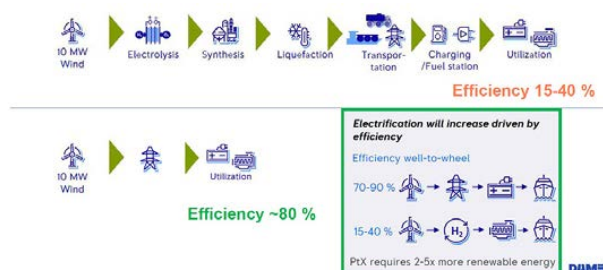 10 MW
Wind
Electrolysis
Synthesis
Liquefaction
Transpor-
tation
Charging
/Fuel station
Utilization
Efficiency 15-40 %
10 MW
Wind
Utilization
Efficiency ~80 %
Electrification will increase driven by
efficiency
Efficiency well-to-wheel
70-90 %
15-40 %
H2
PtX requires 2-5x more renewable energy